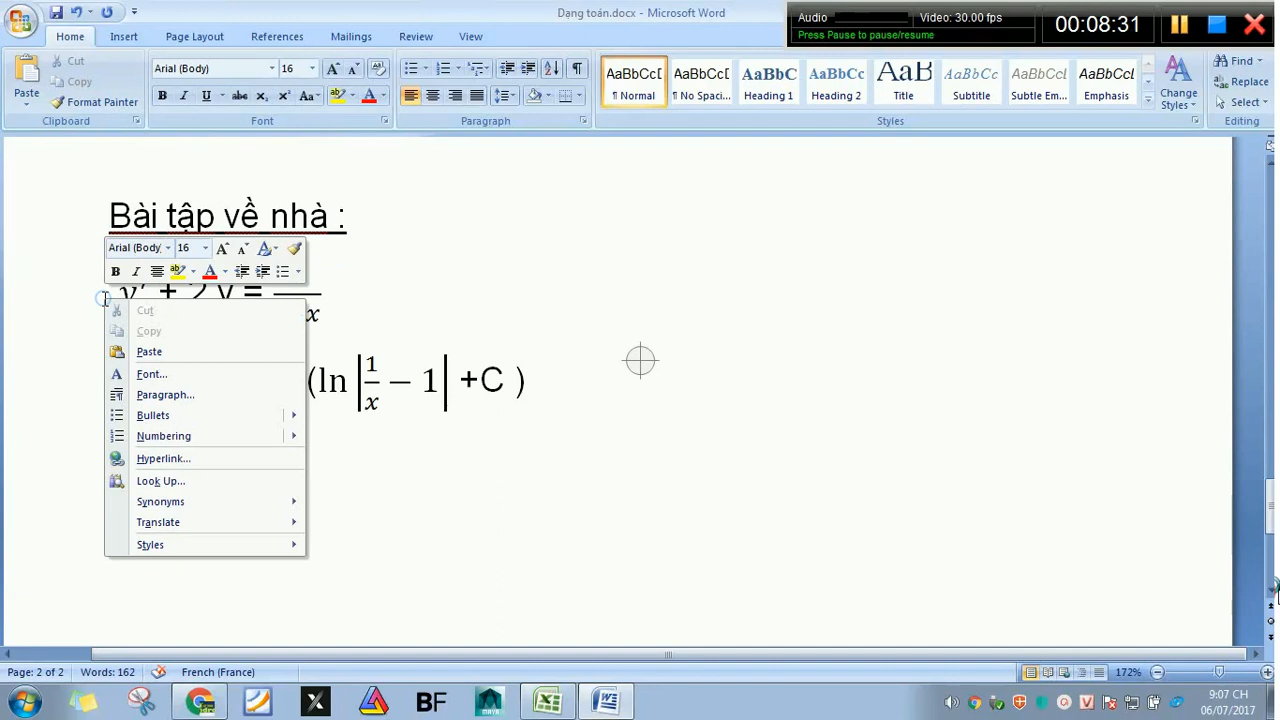 Dạng toán.docx - Microsoft Word
Audio
Video: 30.00 fps
Press Pause to pause/resume
00:08:31
Home Insert Page Layout References Mailings Review View
Paste
Cut
Copy
Format Painter
Clipboard
Arial (Body) 16
Font
Paragraph
AaBbCcD AaBbCcD AaBbC AaBbCc AaB AaBbCc AaBbCcl AaBbCcl
¶ Normal ¶ No Spaci... Heading 1 Heading 2 Title Subtitle Subtle Em... Emphasis
Styles
Change Styles
Find
Replace
Select
Editing
Bài tập về nhà :
Arial (Body) 16
y′ + 2 y =
x
(ln |1/x − 1| +C )
Cut
Copy
Paste
Font...
Paragraph...
Bullets
Numbering
Hyperlink...
Look Up...
Synonyms
Translate
Styles
Page: 2 of 2 Words: 162 French (France) 172%
BF
9:07 CH
06/07/2017